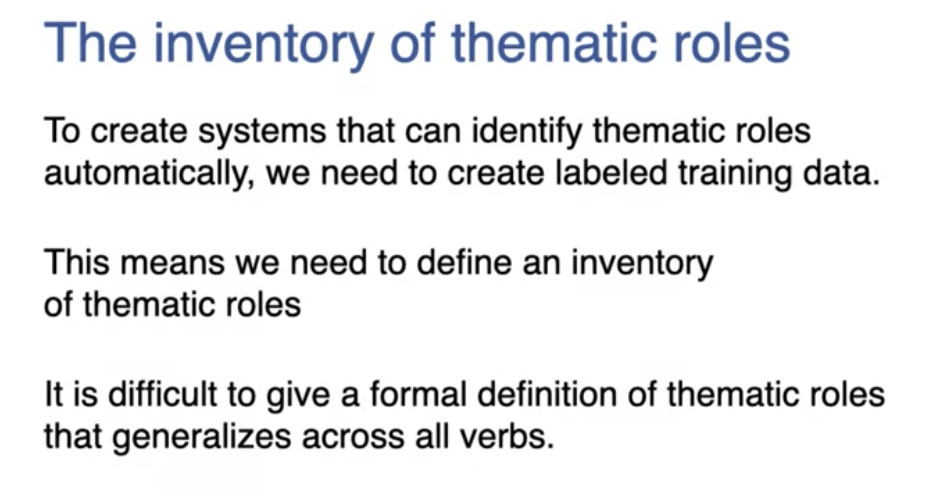 The inventory of thematic roles
To create systems that can identify thematic roles
automatically, we need to create labeled training data.
This means we need to define an inventory
of thematic roles
It is difficult to give a formal definition of thematic roles
that generalizes across all verbs.